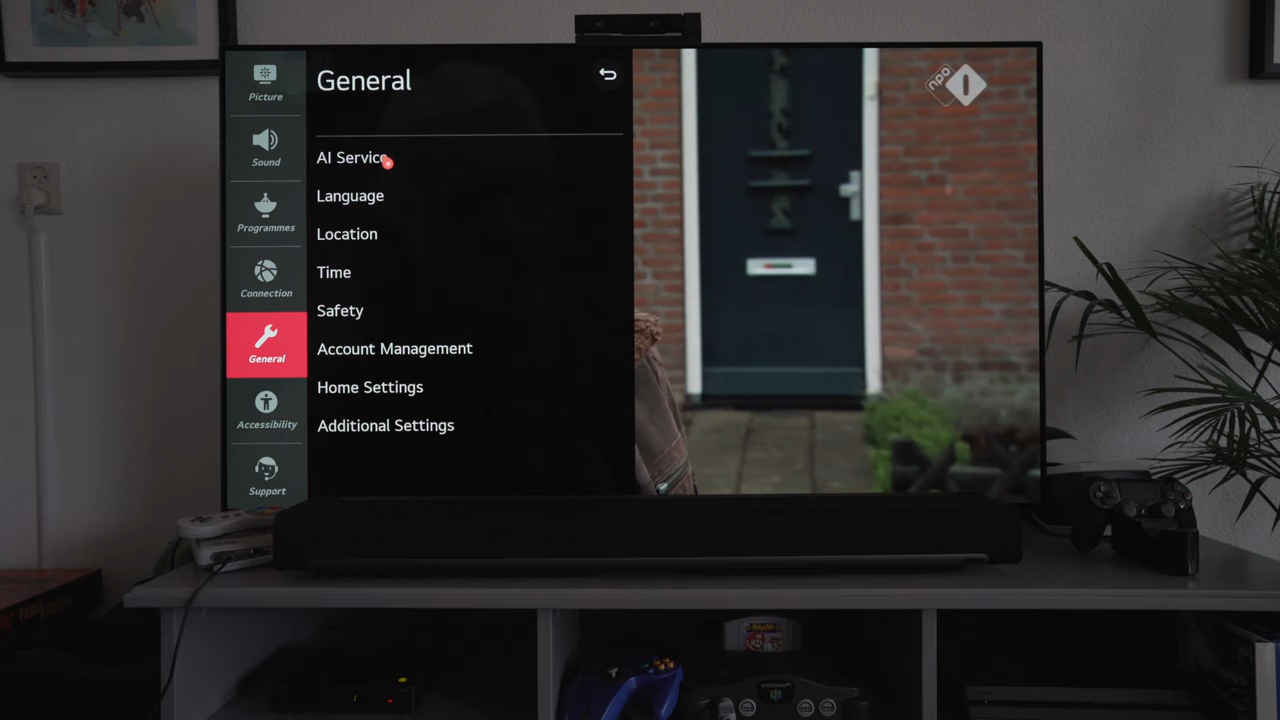 Picture
Sound
Programmes
Connection
General
Accessibility
Support
General
AI Service
Language
Location
Time
Safety
Account Management
Home Settings
Additional Settings
npo